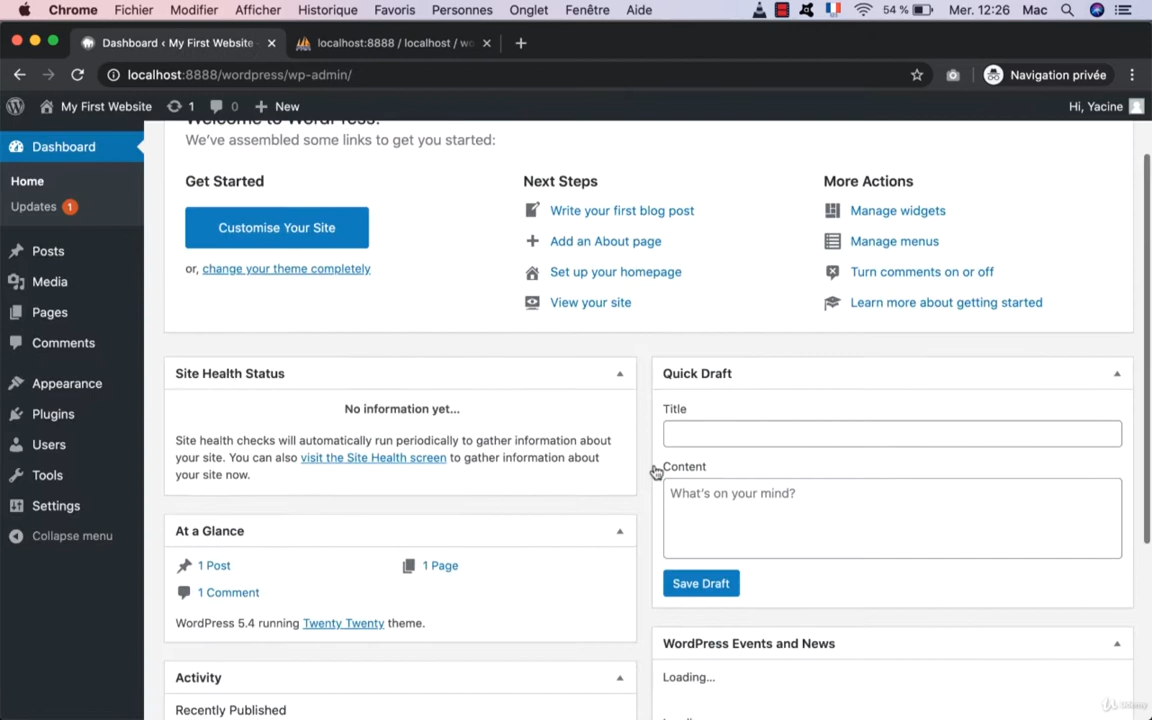 Chrome Fichier Modifier Afficher Historique Favoris Personnes Onglet Fenêtre Aide 54 % Mer. 12:26 Mac
Dashboard ‹ My First Website localhost:8888 / localhost / wo
localhost:8888/wordpress/wp-admin/ Navigation privée
My First Website 1 0 New Hi, Yacine
Dashboard
Home
Updates 1
Posts
Media
Pages
Comments
Appearance
Plugins
Users
Tools
Settings
Collapse menu
Welcome to WordPress!
We've assembled some links to get you started:
Get Started
Customise Your Site
or, change your theme completely
Next Steps
Write your first blog post
Add an About page
Set up your homepage
View your site
More Actions
Manage widgets
Manage menus
Turn comments on or off
Learn more about getting started
Site Health Status
No information yet...
Site health checks will automatically run periodically to gather information about
your site. You can also visit the Site Health screen to gather information about
your site now.
At a Glance
1 Post 1 Page
1 Comment
WordPress 5.4 running Twenty Twenty theme.
Activity
Recently Published
Quick Draft
Title
Content
What's on your mind?
Save Draft
WordPress Events and News
Loading...
Udemy